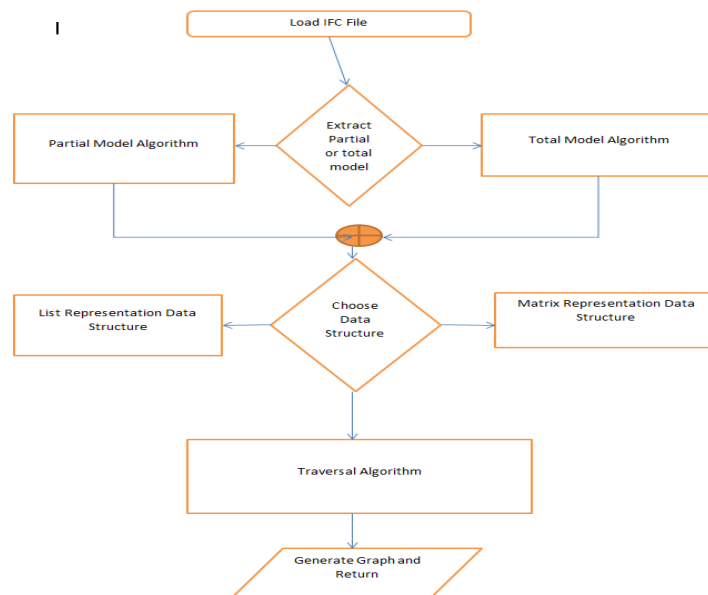 I
Load IFC File
Extract
Partial
or total
model
Partial Model Algorithm
Total Model Algorithm
Choose
Data
Structure
List Representation Data
Structure
Matrix Representation Data
Structure
Traversal Algorithm
Generate Graph and
Return